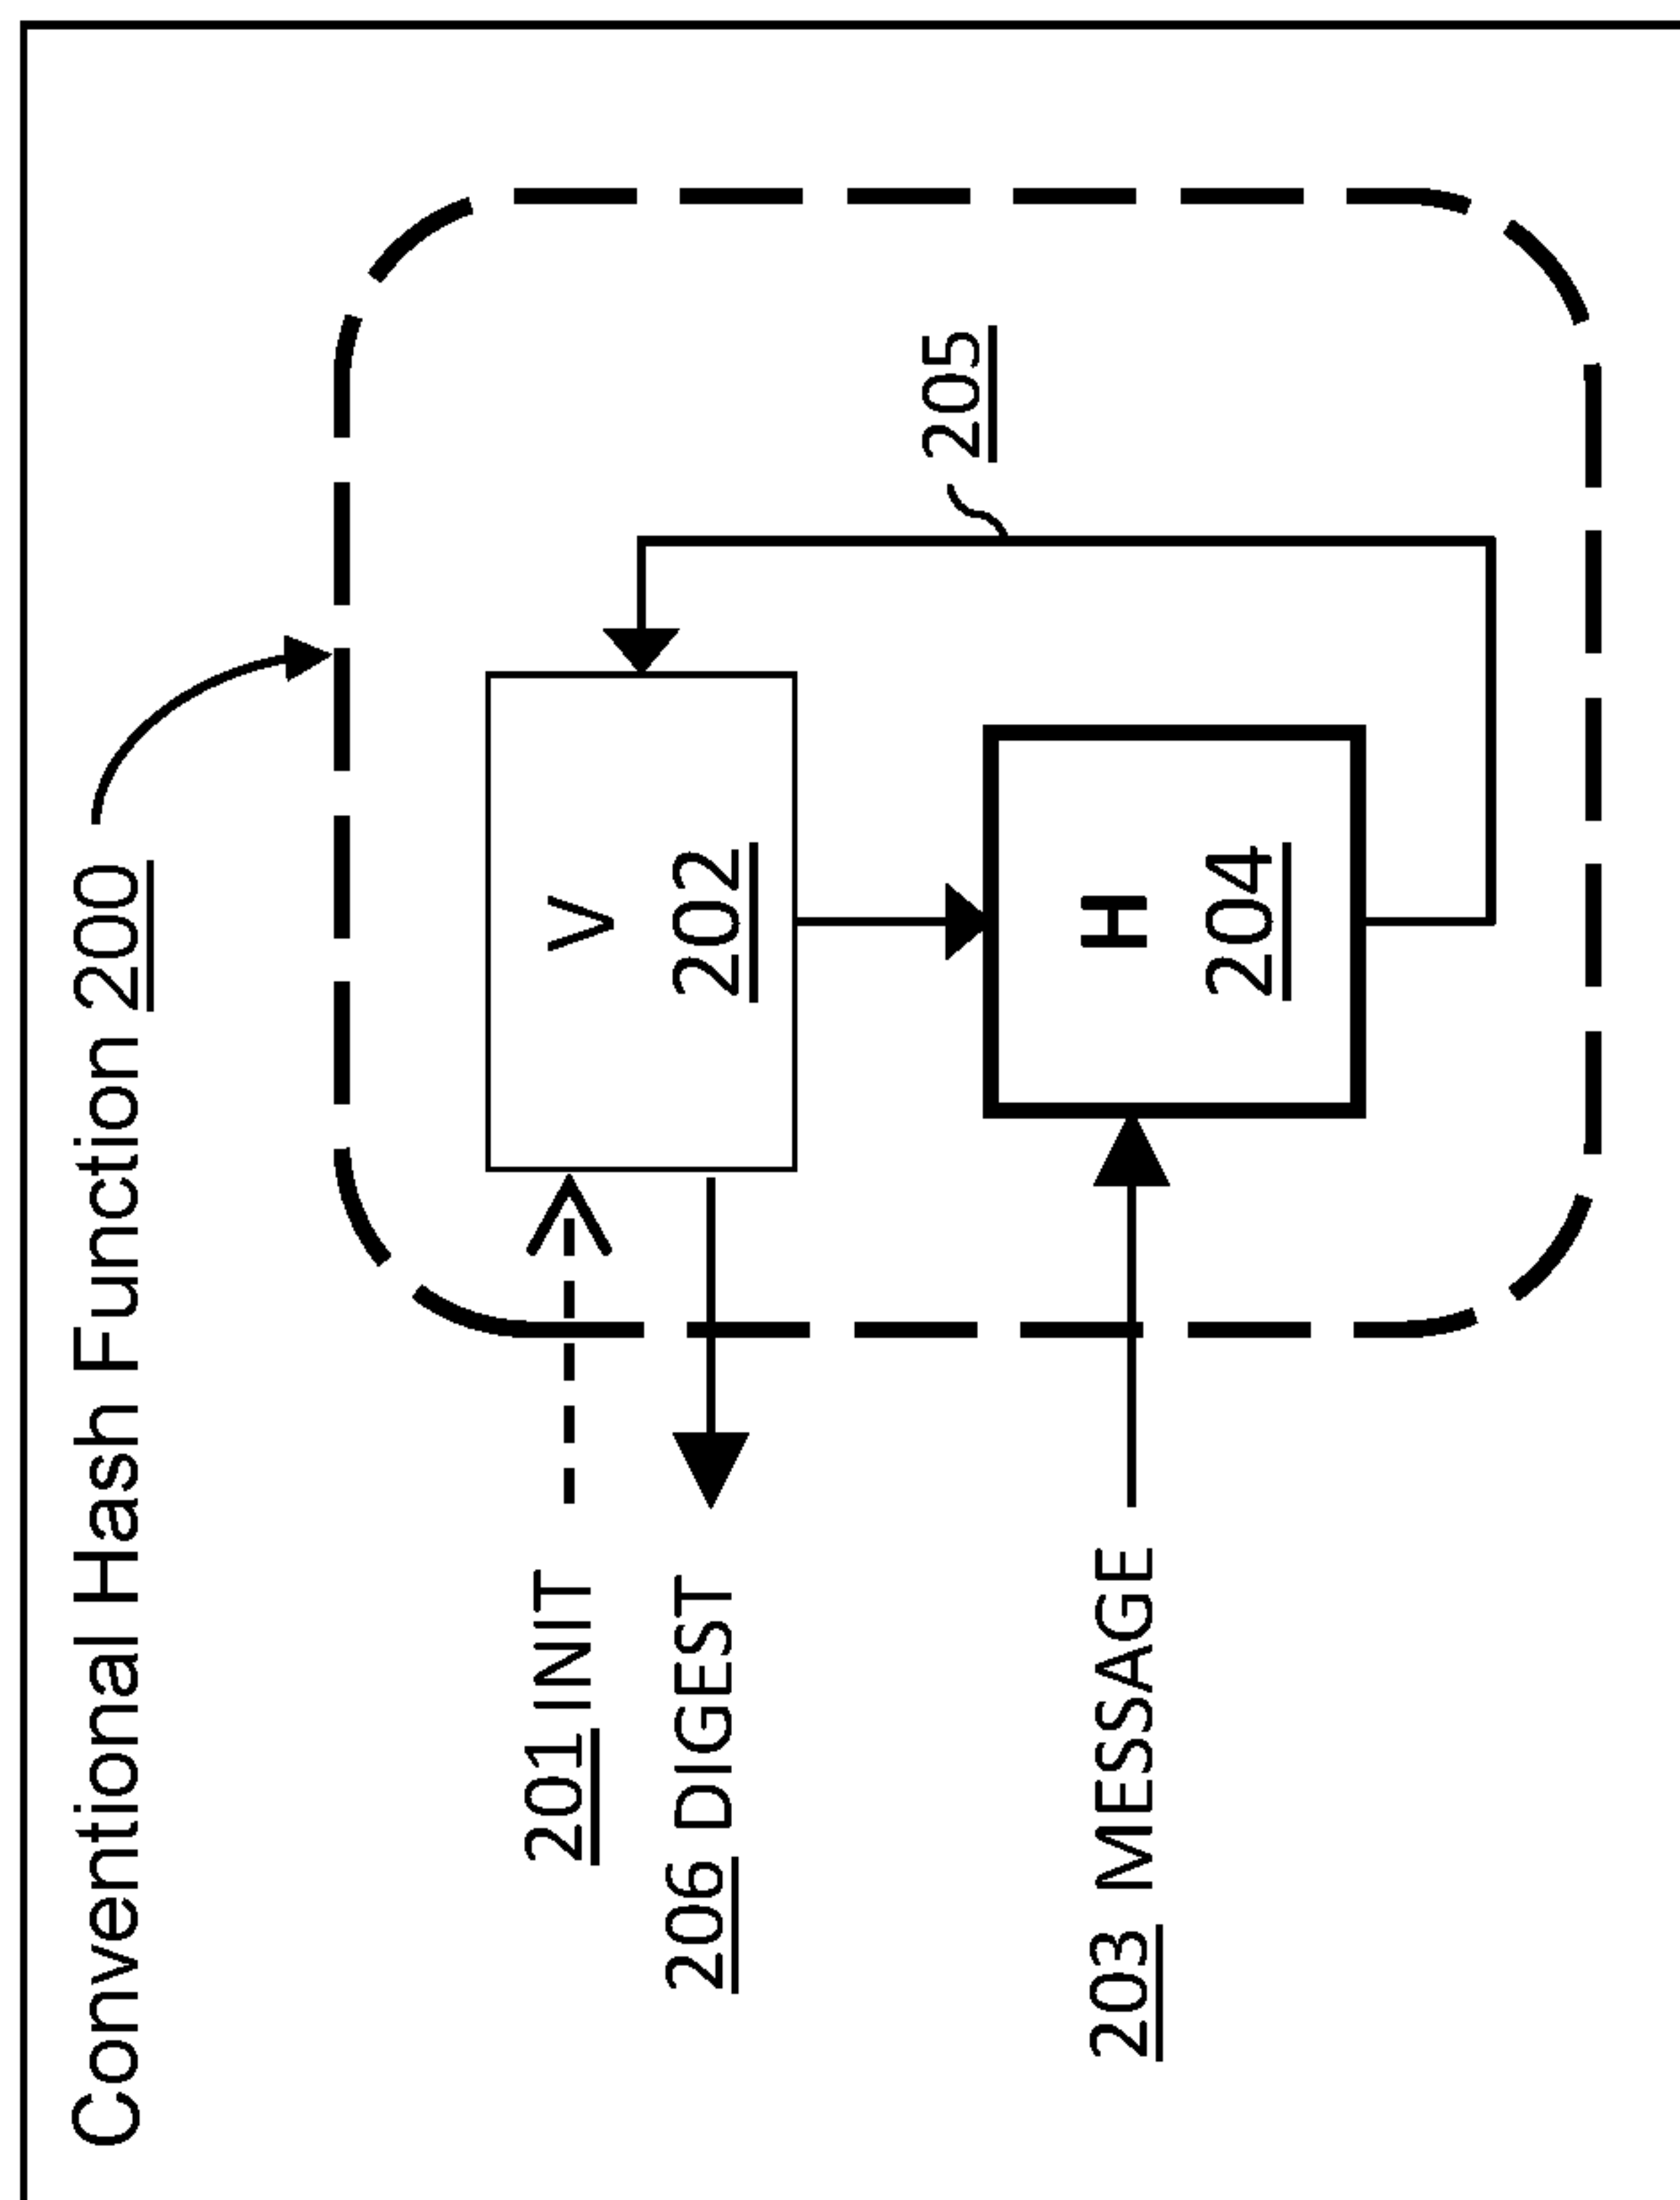 Conventional Hash Function 200
201 INIT
206 DIGEST
203 MESSAGE
V
202
H
204
205